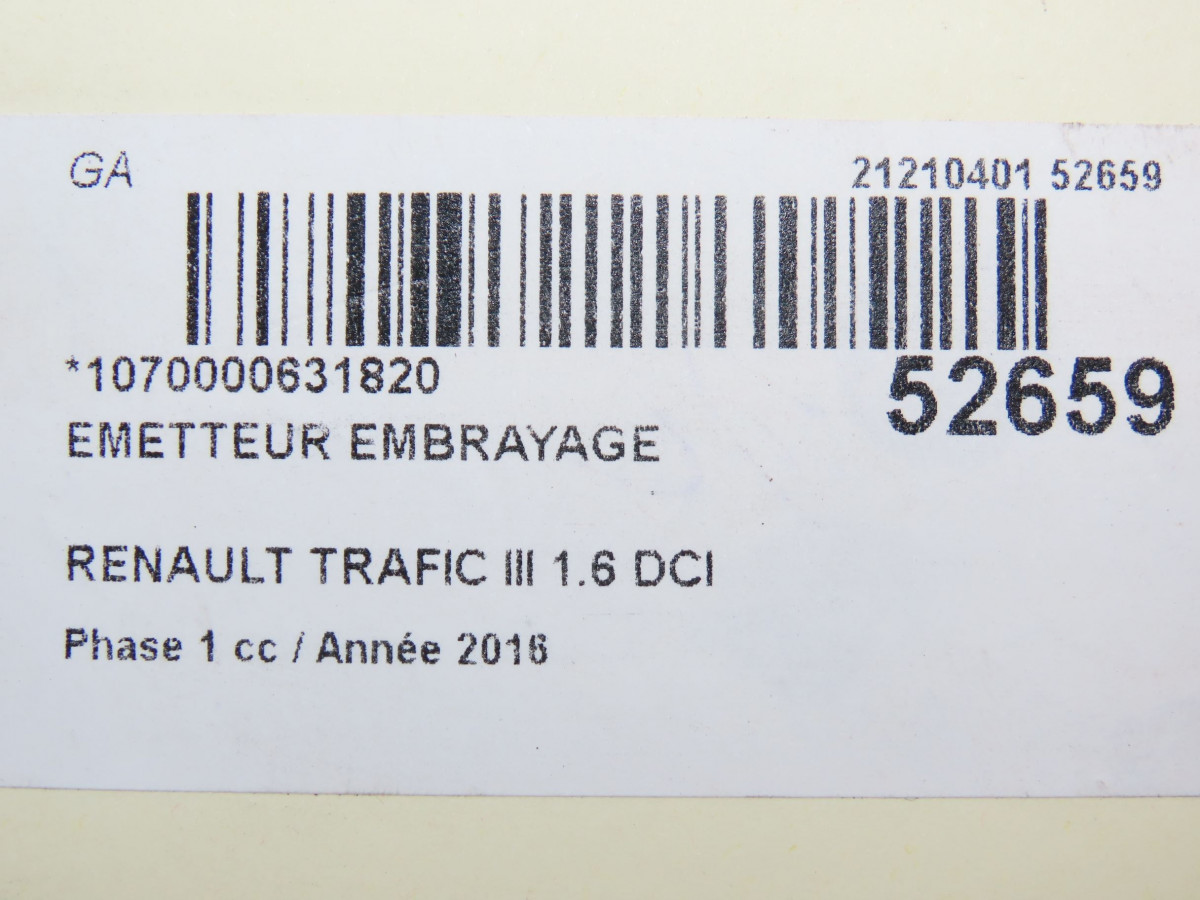 GA
21210401 52659
*1070000631820
52659
EMETTEUR EMBRAYAGE
RENAULT TRAFIC III 1.6 DCI
Phase 1 cc / Année 2016